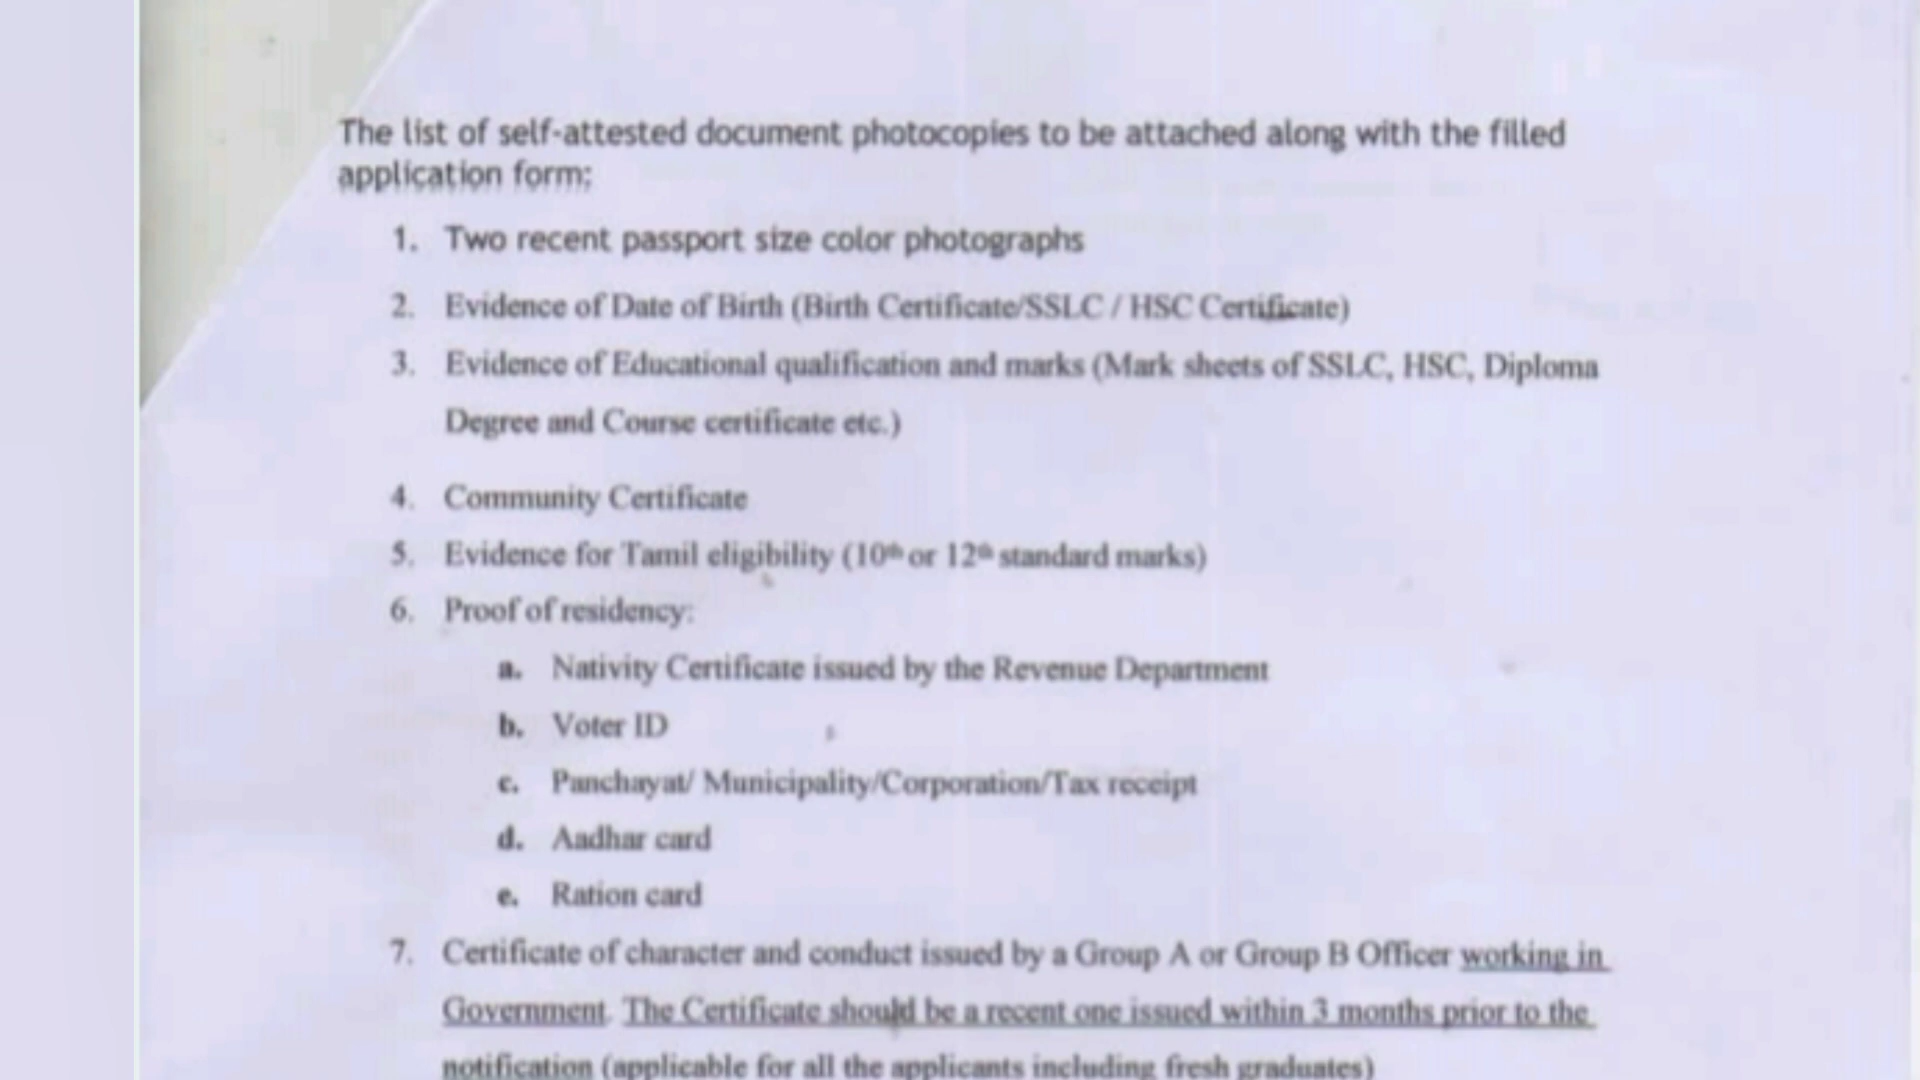 The list of self-attested document photocopies to be attached along with the filled
application form:
1. Two recent passport size color photographs
2. Evidence of Date of Birth (Birth Certificate/SSLC / HSC Certificate)
3. Evidence of Educational qualification and marks (Mark sheets of SSLC, HSC, Diploma
Degree and Course certificate etc.)
4. Community Certificate
5. Evidence for Tamil eligibility (10th or 12th standard marks)
6. Proof of residency:
a. Nativity Certificate issued by the Revenue Department
b. Voter ID
c. Panchayat/ Municipality/Corporation/Tax receipt
d. Aadhar card
e. Ration card
7. Certificate of character and conduct issued by a Group A or Group B Officer working in
Government. The Certificate should be a recent one issued within 3 months prior to the
notification (applicable for all the applicants including fresh graduates)